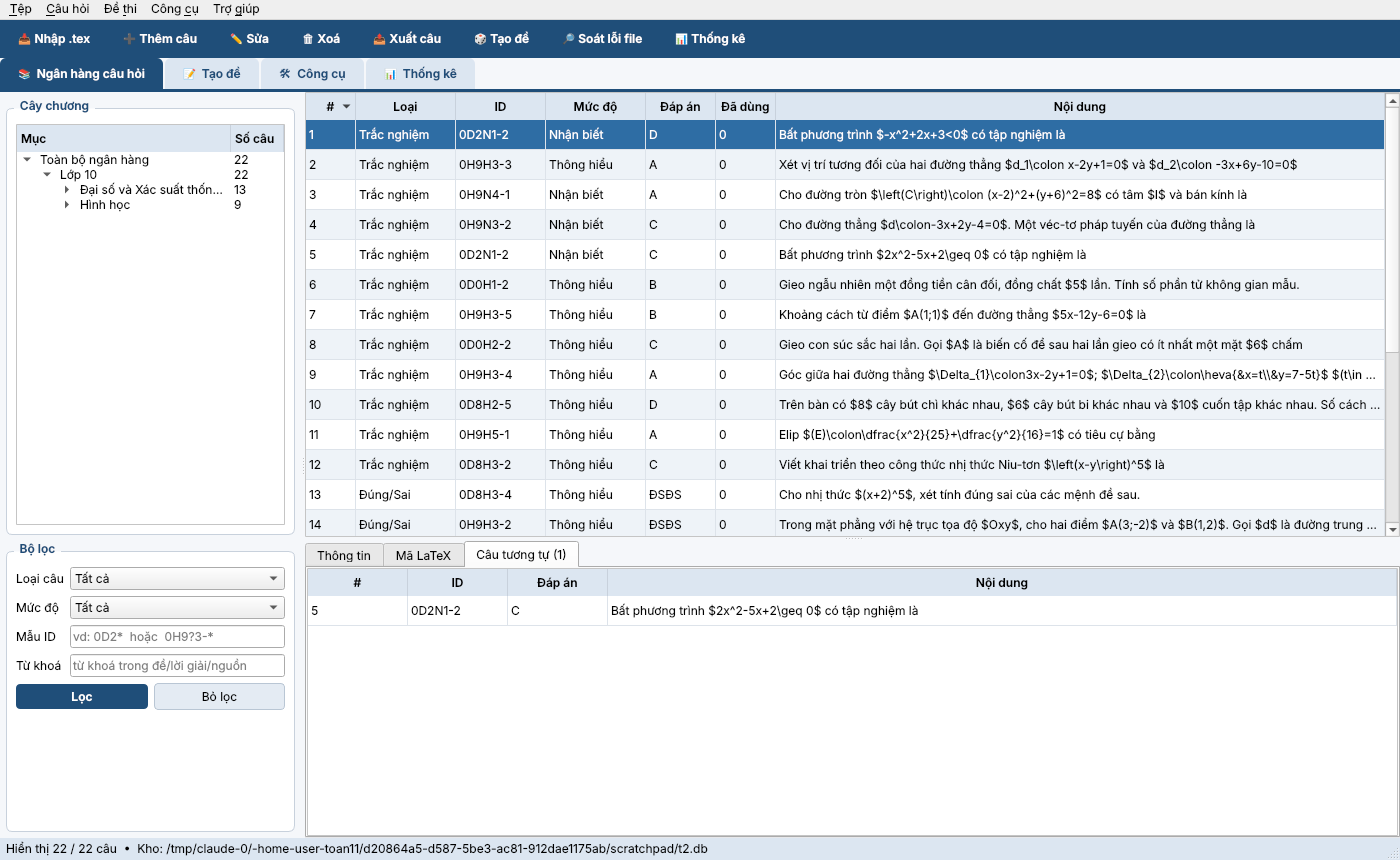 Tệp Câu hỏi Đề thi Công cụ Trợ giúp
Nhập .tex Thêm câu Sửa Xoá Xuất câu Tạo đề Soát lỗi file Thống kê
Ngân hàng câu hỏi Tạo đề Công cụ Thống kê
Cây chương
Mục Số câu
Toàn bộ ngân hàng 22
Lớp 10 22
Đại số và Xác suất thốn... 13
Hình học 9
Bộ lọc
Loại câu Tất cả
Mức độ Tất cả
Mẫu ID vd: 0D2* hoặc 0H9?3-*
Từ khoá từ khoá trong đề/lời giải/nguồn
Lọc Bỏ lọc
# Loại ID Mức độ Đáp án Đã dùng Nội dung
1 Trắc nghiệm 0D2N1-2 Nhận biết D 0 Bất phương trình $-x^2+2x+3<0$ có tập nghiệm là
2 Trắc nghiệm 0H9H3-3 Thông hiểu A 0 Xét vị trí tương đối của hai đường thẳng $d_1\colon x-2y+1=0$ và $d_2\colon -3x+6y-10=0$
3 Trắc nghiệm 0H9N4-1 Nhận biết A 0 Cho đường tròn $\left(C\right)\colon (x-2)^2+(y+6)^2=8$ có tâm $I$ và bán kính là
4 Trắc nghiệm 0H9N3-2 Nhận biết C 0 Cho đường thẳng $d\colon-3x+2y-4=0$. Một véc-tơ pháp tuyến của đường thẳng là
5 Trắc nghiệm 0D2N1-2 Nhận biết C 0 Bất phương trình $2x^2-5x+2\geq 0$ có tập nghiệm là
6 Trắc nghiệm 0D0H1-2 Thông hiểu B 0 Gieo ngẫu nhiên một đồng tiền cân đối, đồng chất $5$ lần. Tính số phần tử không gian mẫu.
7 Trắc nghiệm 0H9H3-5 Thông hiểu B 0 Khoảng cách từ điểm $A(1;1)$ đến đường thẳng $5x-12y-6=0$ là
8 Trắc nghiệm 0D0H2-2 Thông hiểu C 0 Gieo con súc sắc hai lần. Gọi $A$ là biến cố để sau hai lần gieo có ít nhất một mặt $6$ chấm
9 Trắc nghiệm 0H9H3-4 Thông hiểu A 0 Góc giữa hai đường thẳng $\Delta_{1}\colon3x-2y+1=0$; $\Delta_{2}\colon\heva{&x=t\\&y=7-5t}$ $(t\in ...
10 Trắc nghiệm 0D8H2-5 Thông hiểu D 0 Trên bàn có $8$ cây bút chì khác nhau, $6$ cây bút bi khác nhau và $10$ cuốn tập khác nhau. Số cách ...
11 Trắc nghiệm 0H9H5-1 Thông hiểu A 0 Elip $(E)\colon\dfrac{x^2}{25}+\dfrac{y^2}{16}=1$ có tiêu cự bằng
12 Trắc nghiệm 0D8H3-2 Thông hiểu C 0 Viết khai triển theo công thức nhị thức Niu-tơn $\left(x-y\right)^5$ là
13 Đúng/Sai 0D8H3-4 Thông hiểu ĐSĐS 0 Cho nhị thức $(x+2)^5$, xét tính đúng sai của các mệnh đề sau.
14 Đúng/Sai 0H9H3-2 Thông hiểu ĐSĐS 0 Trong mặt phẳng với hệ trục tọa độ $Oxy$, cho hai điểm $A(3;-2)$ và $B(1,2)$. Gọi $d$ là đường trung ...
Thông tin Mã LaTeX Câu tương tự (1)
# ID Đáp án Nội dung
5 0D2N1-2 C Bất phương trình $2x^2-5x+2\geq 0$ có tập nghiệm là
Hiển thị 22 / 22 câu • Kho: /tmp/claude-0/-home-user-toan11/d20864a5-d587-5be3-ac81-912dae1175ab/scratchpad/t2.db